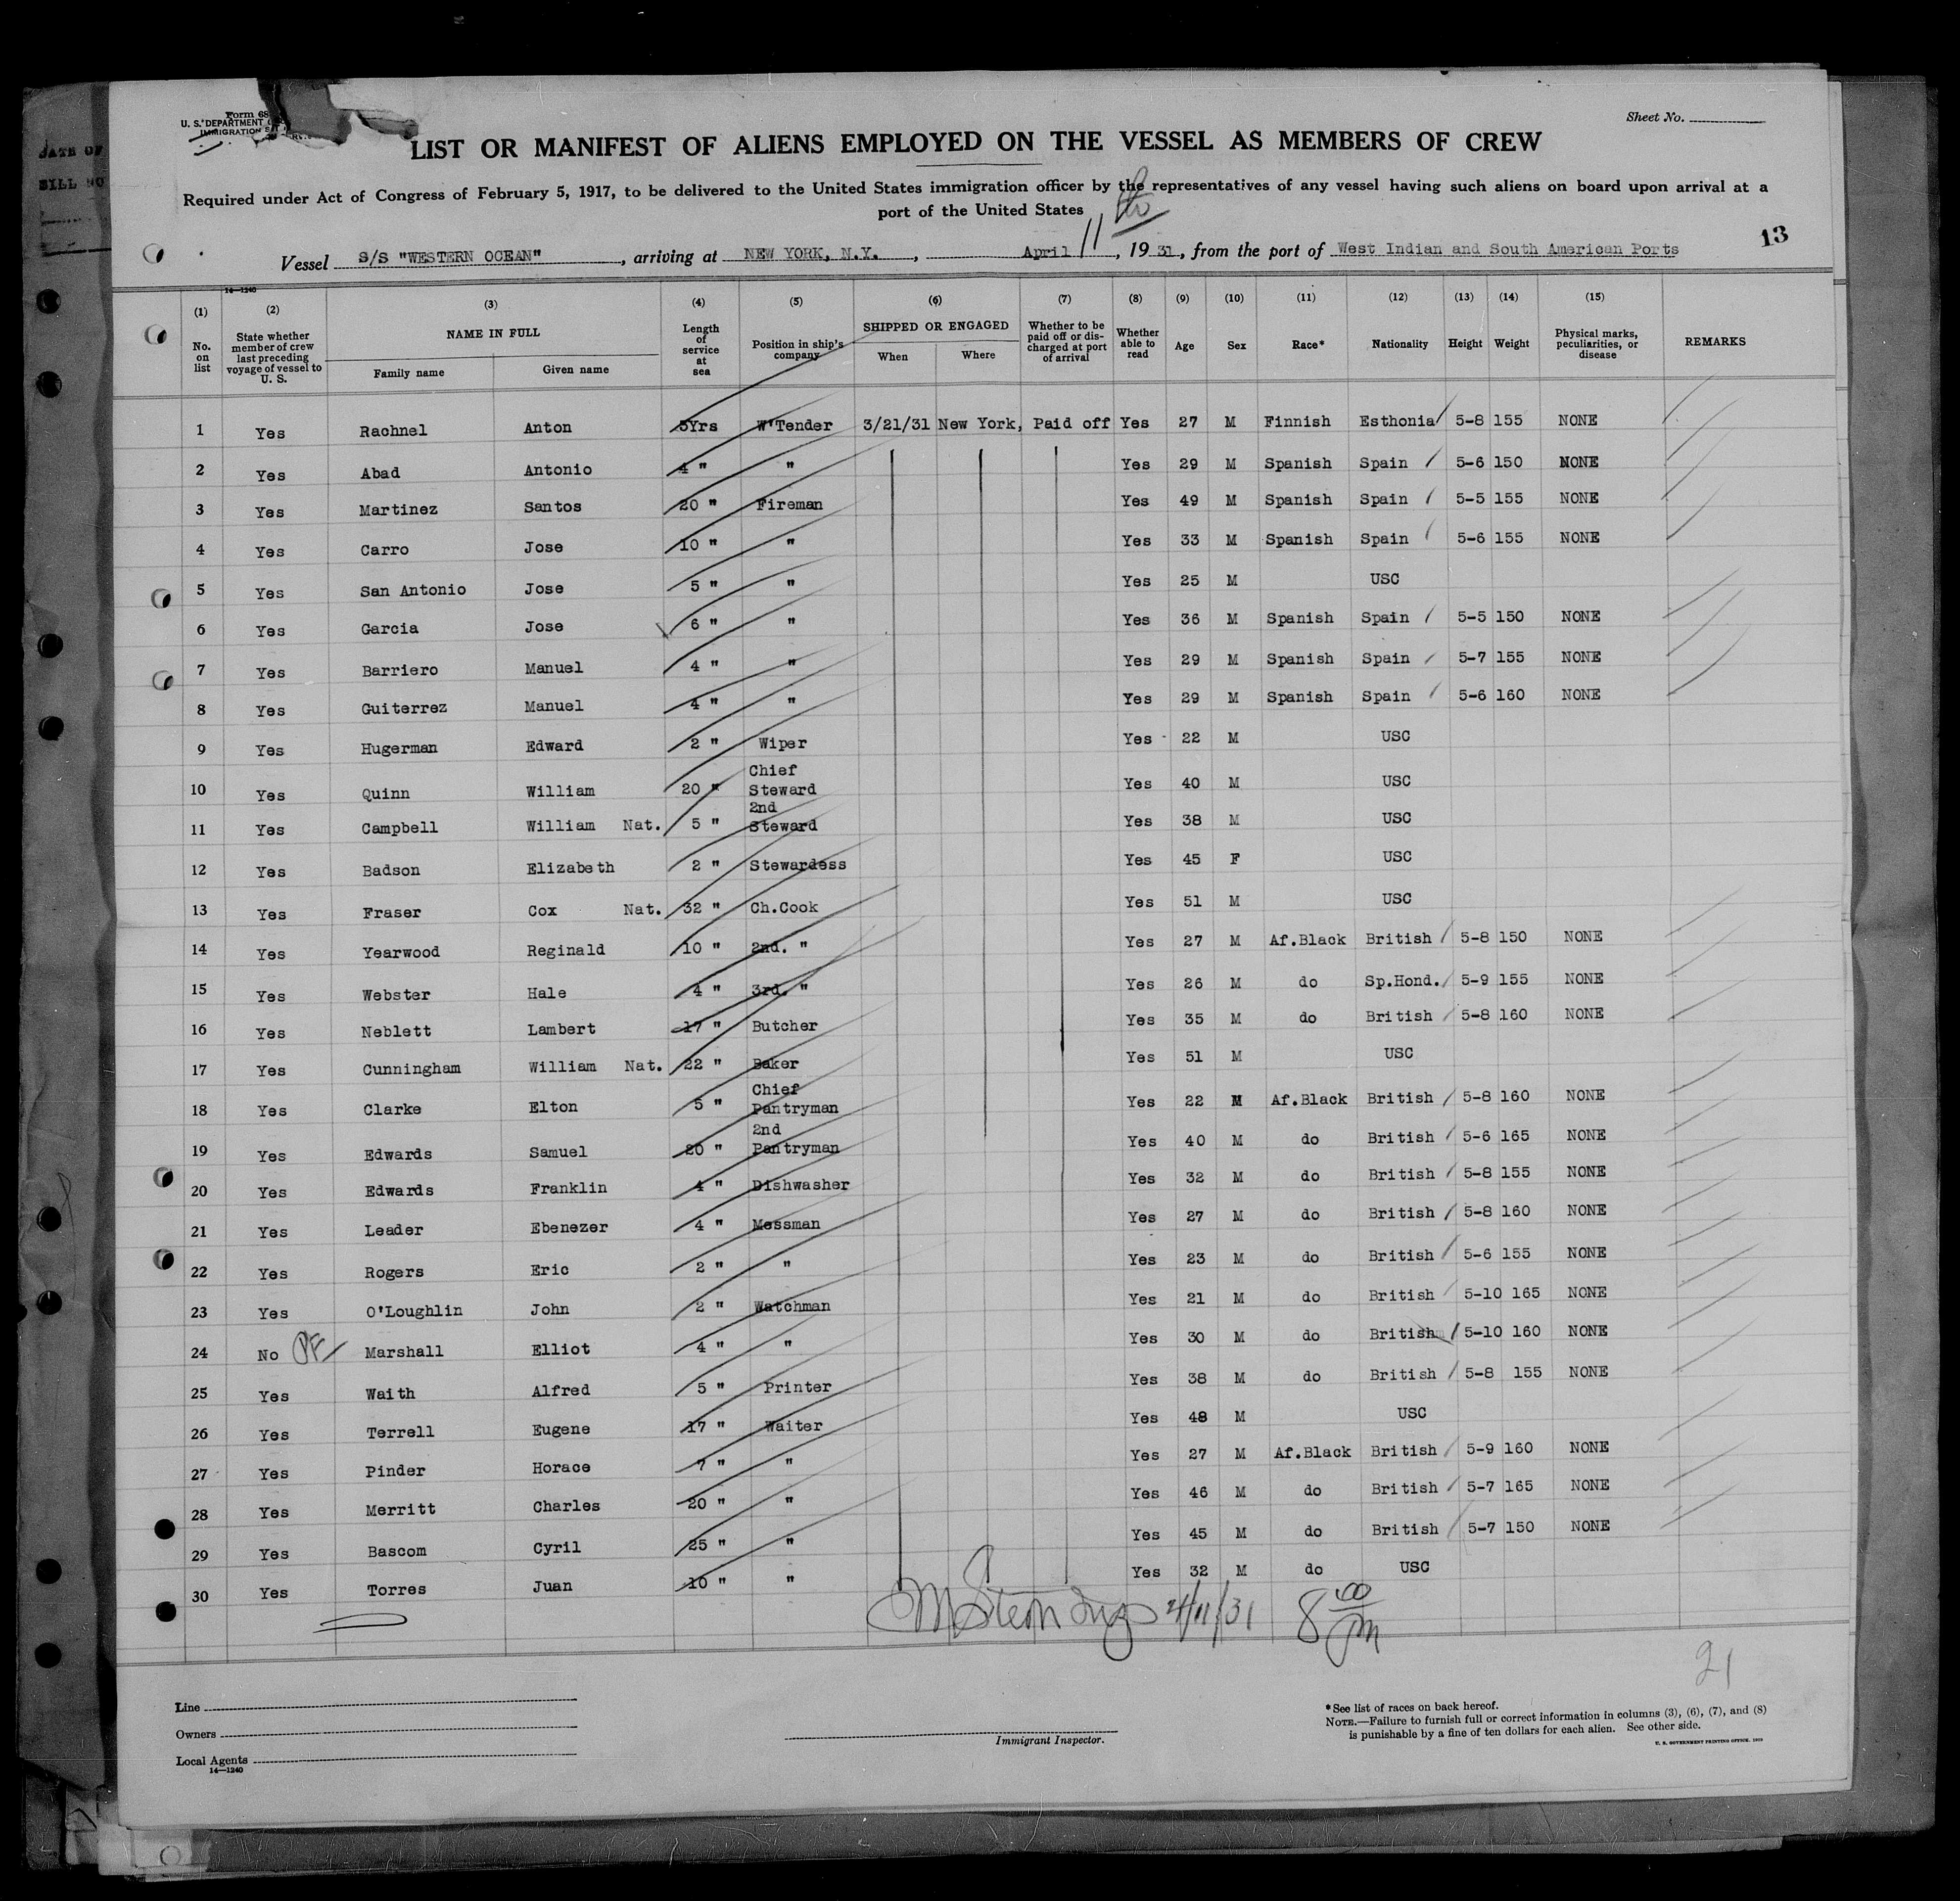 Form 68
U. S. DEPARTMENT
IMMIGRATION
Sheet No.
LIST OR MANIFEST OF ALIENS EMPLOYED ON THE VESSEL AS MEMBERS OF CREW
Required under Act of Congress of February 5, 1917, to be delivered to the United States immigration officer by the representatives of any vessel having such aliens on board upon arrival at a
port of the United States
13
Vessel S/S "WESTERN OCEAN", arriving at NEW YORK, N.Y., April 11, 1931, from the port of West Indian and South American Ports
14—1240
(1) (2) (3) (4) (5) (6) (7) (8) (9) (10) (11) (12) (13) (14) (15)
No. on list State whether member of crew last preceding voyage of vessel to U. S. NAME IN FULL Family name Given name Length of service at sea Position in ship's company SHIPPED OR ENGAGED When Where Whether to be paid off or discharged at port of arrival Whether able to read Age Sex Race* Nationality Height Weight Physical marks, peculiarities, or disease REMARKS
1 Yes Rachnel Anton 5Yrs W'Tender 3/21/31 New York, Paid off Yes 27 M Finnish Esthonia 5-8 155 NONE
2 Yes Abad Antonio 4 " " Yes 29 M Spanish Spain 5-6 150 NONE
3 Yes Martinez Santos 20 " Fireman Yes 49 M Spanish Spain 5-5 155 NONE
4 Yes Carro Jose 10 " " Yes 33 M Spanish Spain 5-6 155 NONE
5 Yes San Antonio Jose 5 " " Yes 25 M USC
6 Yes Garcia Jose 6 " " Yes 36 M Spanish Spain 5-5 150 NONE
7 Yes Barriero Manuel 4 " " Yes 29 M Spanish Spain 5-7 155 NONE
8 Yes Guiterrez Manuel 4 " " Yes 29 M Spanish Spain 5-6 160 NONE
9 Yes Hugerman Edward 2 " Wiper Yes 22 M USC
10 Yes Quinn William 20 " Chief Steward Yes 40 M USC
11 Yes Campbell William Nat. 5 " 2nd Steward Yes 38 M USC
12 Yes Badson Elizabeth 2 " Stewardess Yes 45 F USC
13 Yes Fraser Cox Nat. 32 " Ch.Cook Yes 51 M USC
14 Yes Yearwood Reginald 10 " 2nd. " Yes 27 M Af.Black British 5-8 150 NONE
15 Yes Webster Hale 4 " 3rd. " Yes 26 M do Sp.Hond. 5-9 155 NONE
16 Yes Neblett Lambert 17 " Butcher Yes 35 M do British 5-8 160 NONE
17 Yes Cunningham William Nat. 22 " Baker Yes 51 M USC
18 Yes Clarke Elton 5 " Chief Pantryman Yes 22 M Af.Black British 5-8 160 NONE
19 Yes Edwards Samuel 20 " 2nd Pantryman Yes 40 M do British 5-6 165 NONE
20 Yes Edwards Franklin 4 " Dishwasher Yes 32 M do British 5-8 155 NONE
21 Yes Leader Ebenezer 4 " Messman Yes 27 M do British 5-8 160 NONE
22 Yes Rogers Eric 2 " " Yes 23 M do British 5-6 155 NONE
23 Yes O'Loughlin John 2 " Watchman Yes 21 M do British 5-10 165 NONE
24 No PF Marshall Elliot 4 " " Yes 30 M do British 5-10 160 NONE
25 Yes Waith Alfred 5 " Printer Yes 38 M do British 5-8 155 NONE
26 Yes Terrell Eugene 17 " Waiter Yes 48 M USC
27 Yes Pinder Horace 7 " " Yes 27 M Af.Black British 5-9 160 NONE
28 Yes Merritt Charles 20 " " Yes 46 M do British 5-7 165 NONE
29 Yes Bascom Cyril 25 " " Yes 45 M do British 5-7 150 NONE
30 Yes Torres Juan 10 " " Yes 32 M do USC
M Stern Insp 4/11/31 8 00 PM
21
Line
Owners
Local Agents
14—1240
Immigrant Inspector.
*See list of races on back hereof.
NOTE.—Failure to furnish full or correct information in columns (3), (6), (7), and (8)
is punishable by a fine of ten dollars for each alien. See other side.
U. S. GOVERNMENT PRINTING OFFICE. 1929